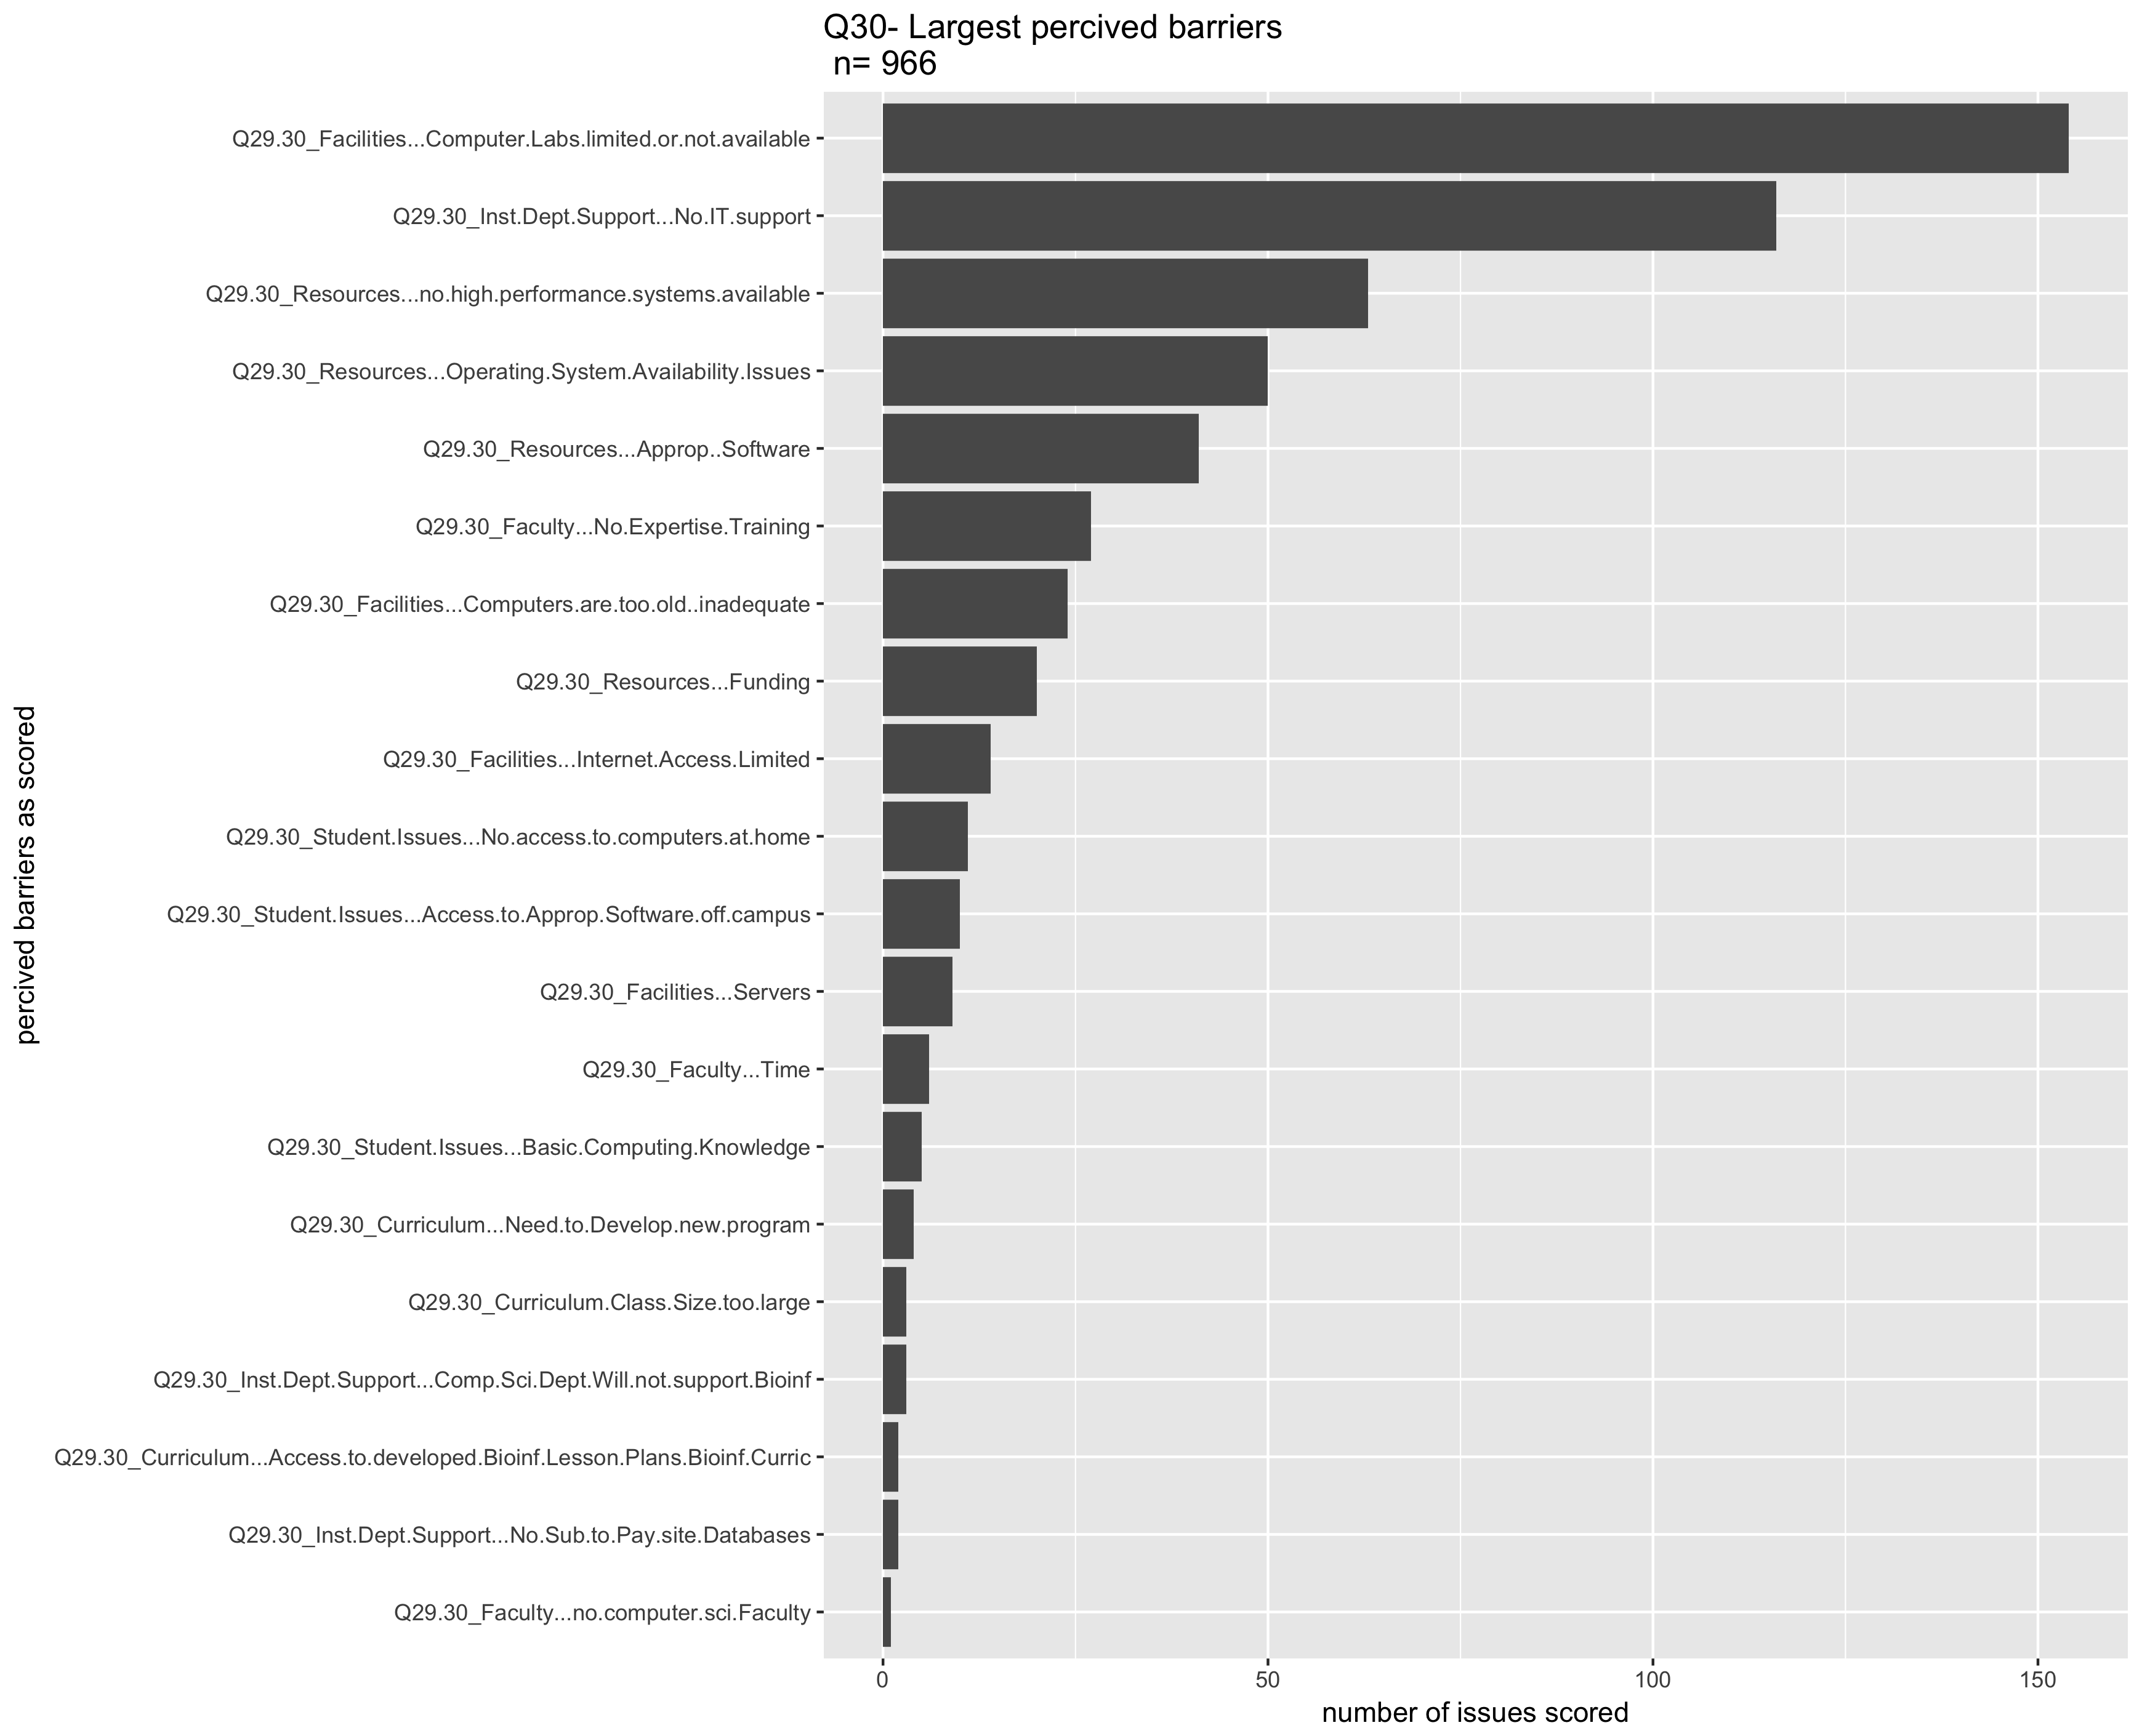 Q30- Largest percived barriers
n= 966
Q29.30_Facilities...Computer.Labs.limited.or.not.available
Q29.30_Inst.Dept.Support...No.IT.support
Q29.30_Resources...no.high.performance.systems.available
Q29.30_Resources...Operating.System.Availability.Issues
Q29.30_Resources...Approp..Software
Q29.30_Faculty...No.Expertise.Training
Q29.30_Facilities...Computers.are.too.old..inadequate
Q29.30_Resources...Funding
Q29.30_Facilities...Internet.Access.Limited
Q29.30_Student.Issues...No.access.to.computers.at.home
Q29.30_Student.Issues...Access.to.Approp.Software.off.campus
Q29.30_Facilities...Servers
Q29.30_Faculty...Time
Q29.30_Student.Issues...Basic.Computing.Knowledge
Q29.30_Curriculum...Need.to.Develop.new.program
Q29.30_Curriculum.Class.Size.too.large
Q29.30_Inst.Dept.Support...Comp.Sci.Dept.Will.not.support.Bioinf
Q29.30_Curriculum...Access.to.developed.Bioinf.Lesson.Plans.Bioinf.Curric
Q29.30_Inst.Dept.Support...No.Sub.to.Pay.site.Databases
Q29.30_Faculty...no.computer.sci.Faculty
percived barriers as scored
0 50 100 150
number of issues scored